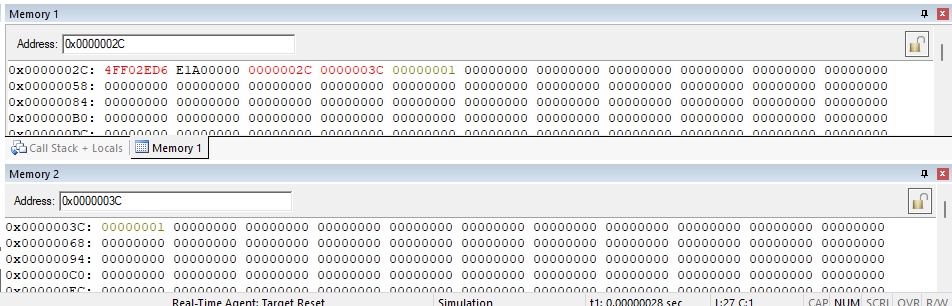 Memory 1
Address: 0x0000002C
0x0000002C: 4FF02ED6 E1A00000 0000002C 0000003C 00000001 00000000 00000000 00000000 00000000 00000000 00000000
0x00000058: 00000000 00000000 00000000 00000000 00000000 00000000 00000000 00000000 00000000 00000000 00000000
0x00000084: 00000000 00000000 00000000 00000000 00000000 00000000 00000000 00000000 00000000 00000000 00000000
0x000000B0: 00000000 00000000 00000000 00000000 00000000 00000000 00000000 00000000 00000000 00000000 00000000
0x000000DC: 00000000 00000000 00000000 00000000 00000000 00000000 00000000 00000000 00000000 00000000 00000000
Call Stack + Locals Memory 1
Memory 2
Address: 0x0000003C
0x0000003C: 00000001 00000000 00000000 00000000 00000000 00000000 00000000 00000000 00000000 00000000 00000000
0x00000068: 00000000 00000000 00000000 00000000 00000000 00000000 00000000 00000000 00000000 00000000 00000000
0x00000094: 00000000 00000000 00000000 00000000 00000000 00000000 00000000 00000000 00000000 00000000 00000000
0x000000C0: 00000000 00000000 00000000 00000000 00000000 00000000 00000000 00000000 00000000 00000000 00000000
0x000000EC: 00000000 00000000 00000000 00000000 00000000 00000000 00000000 00000000 00000000 00000000 00000000
Real-Time Agent: Target Reset Simulation t1: 0.00000028 sec L:27 C:1 CAP NUM SCRL OVR R/W